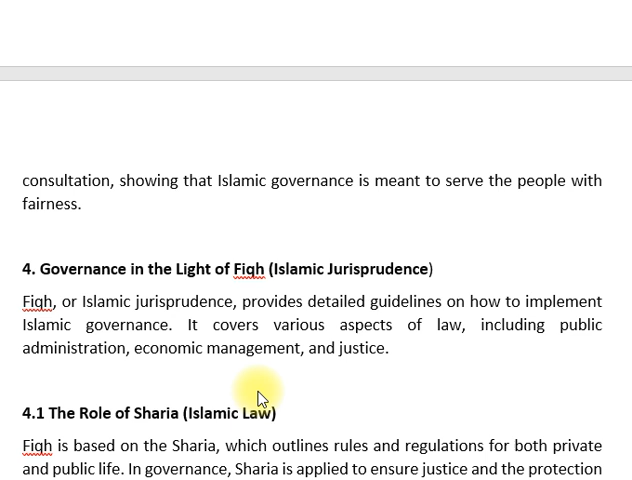 consultation, showing that Islamic governance is meant to serve the people with
fairness.
4. Governance in the Light of Fiqh (Islamic Jurisprudence)
Fiqh, or Islamic jurisprudence, provides detailed guidelines on how to implement
Islamic governance. It covers various aspects of law, including public
administration, economic management, and justice.
4.1 The Role of Sharia (Islamic Law)
Fiqh is based on the Sharia, which outlines rules and regulations for both private
and public life. In governance, Sharia is applied to ensure justice and the protection